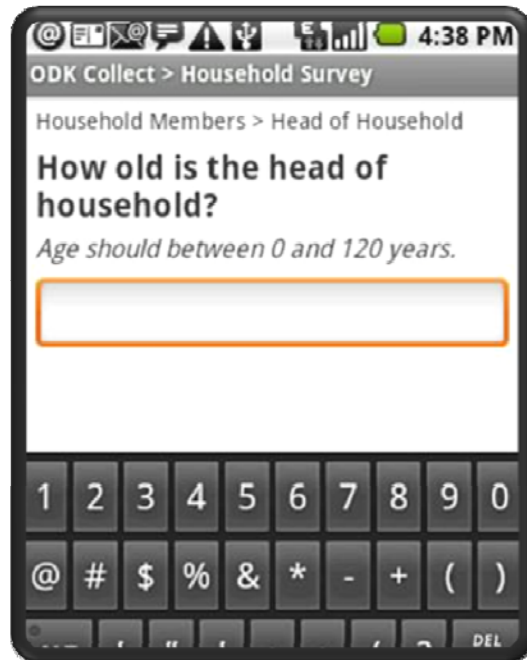 4:38 PM
ODK Collect > Household Survey
Household Members > Head of Household
How old is the head of
household?
Age should between 0 and 120 years.
1 2 3 4 5 6 7 8 9 0
@ # $ % & * - + ( )
DEL